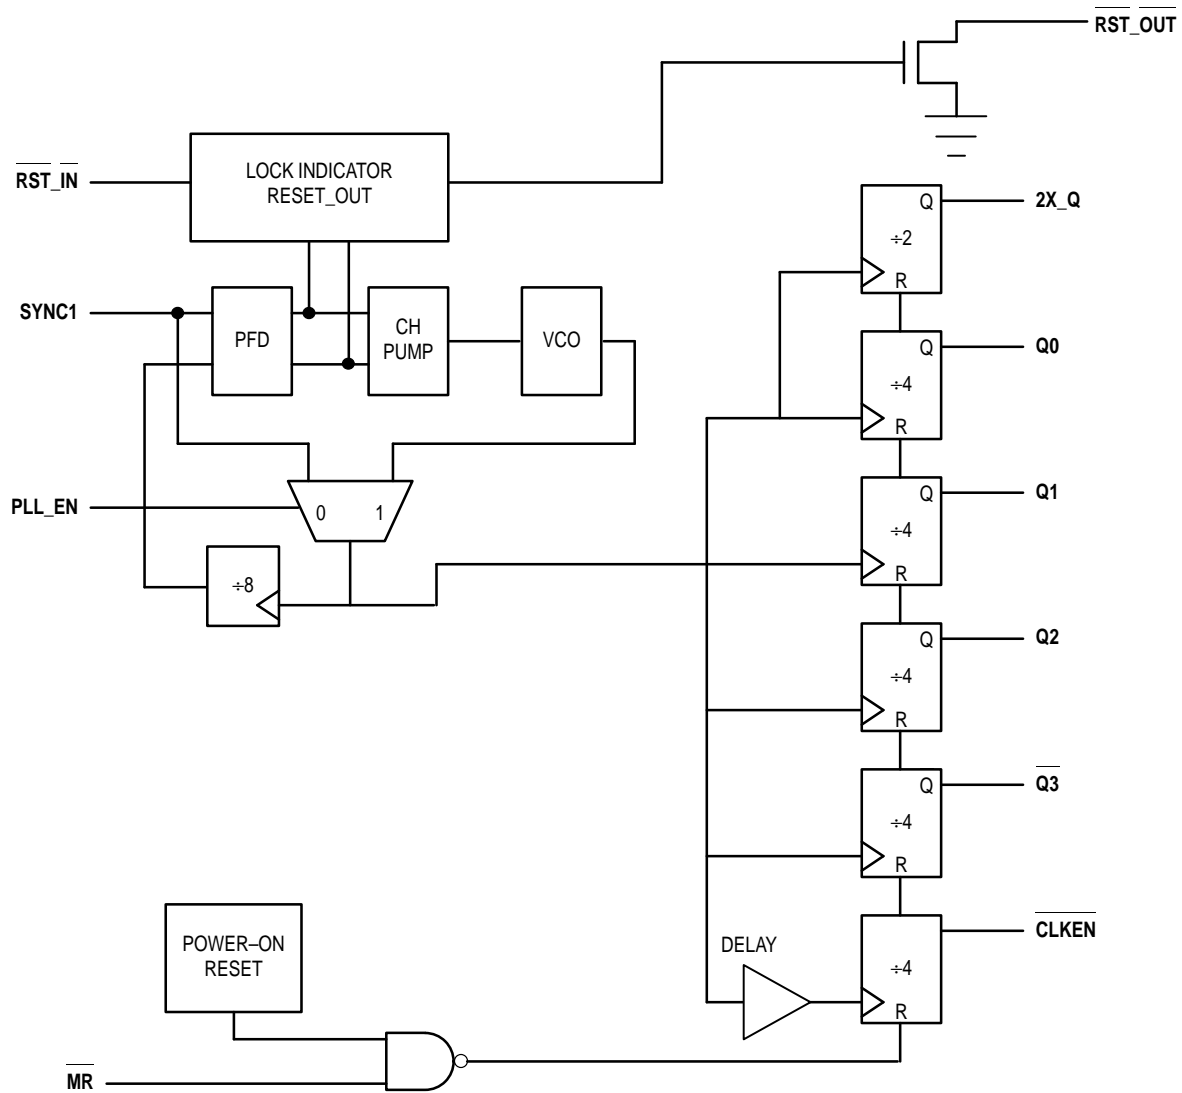 RST_OUT
RST_IN
LOCK INDICATOR
RESET_OUT
Q
2X_Q
÷2
R
SYNC1
PFD
CH
PUMP
VCO
Q
Q0
÷4
R
PLL_EN
0
1
Q
Q1
÷4
R
÷8
Q
Q2
÷4
R
Q
Q3
÷4
R
POWER–ON
RESET
DELAY
CLKEN
÷4
R
MR